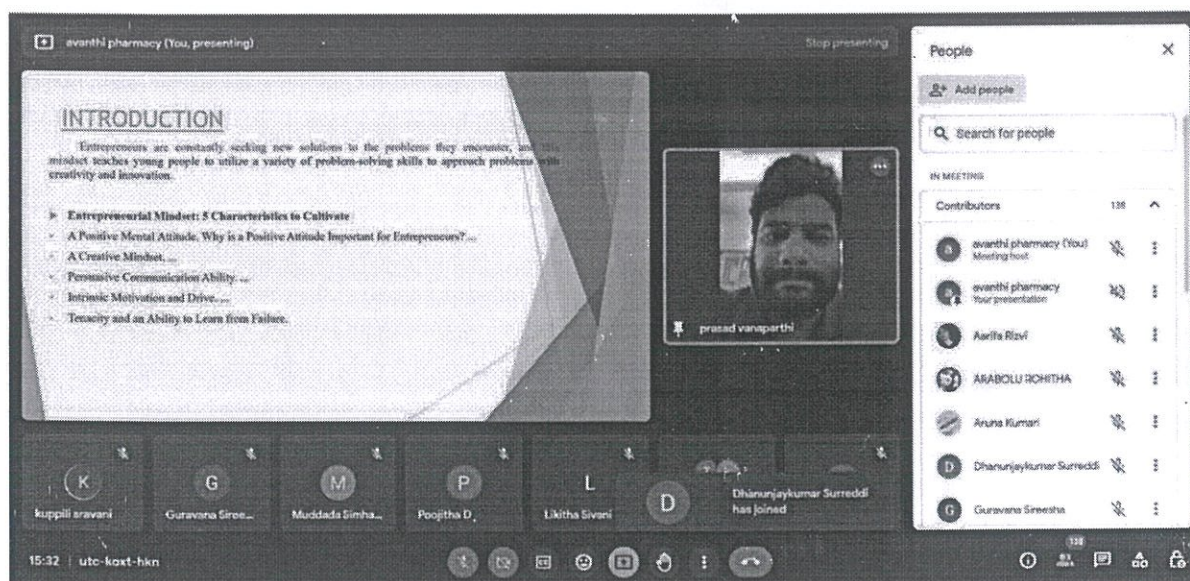 avanthi pharmacy (You, presenting)
Stop presenting
INTRODUCTION
Entrepreneurs are constantly seeking new solutions to the problems they encounter, and this
mindset teaches young people to utilize a variety of problem-solving skills to approach problems with
creativity and innovation.
Entrepreneurial Mindset: 5 Characteristics to Cultivate
A Positive Mental Attitude. Why is a Positive Attitude Important for Entrepreneurs? ...
A Creative Mindset. ...
Persuasive Communication Ability. ...
Intrinsic Motivation and Drive. ...
Tenacity and an Ability to Learn from Failure.
prasad vanaparthi
K
kuppili sravani
G
Guravana Siree...
M
Muddada Simha...
P
Poojitha D
L
Likitha Sivani
D
Dhanunjaykumar Surreddi
has joined
15:32 | utc-koxt-hkn
People
Add people
Search for people
IN MEETING
Contributors 138
a
avanthi pharmacy (You)
Meeting host
a
avanthi pharmacy
Your presentation
Aarifa Rizvi
ARABOLU ROHITHA
Aruna Kumari
D
Dhanunjaykumar Surreddi
G
Guravana Sireesha
138